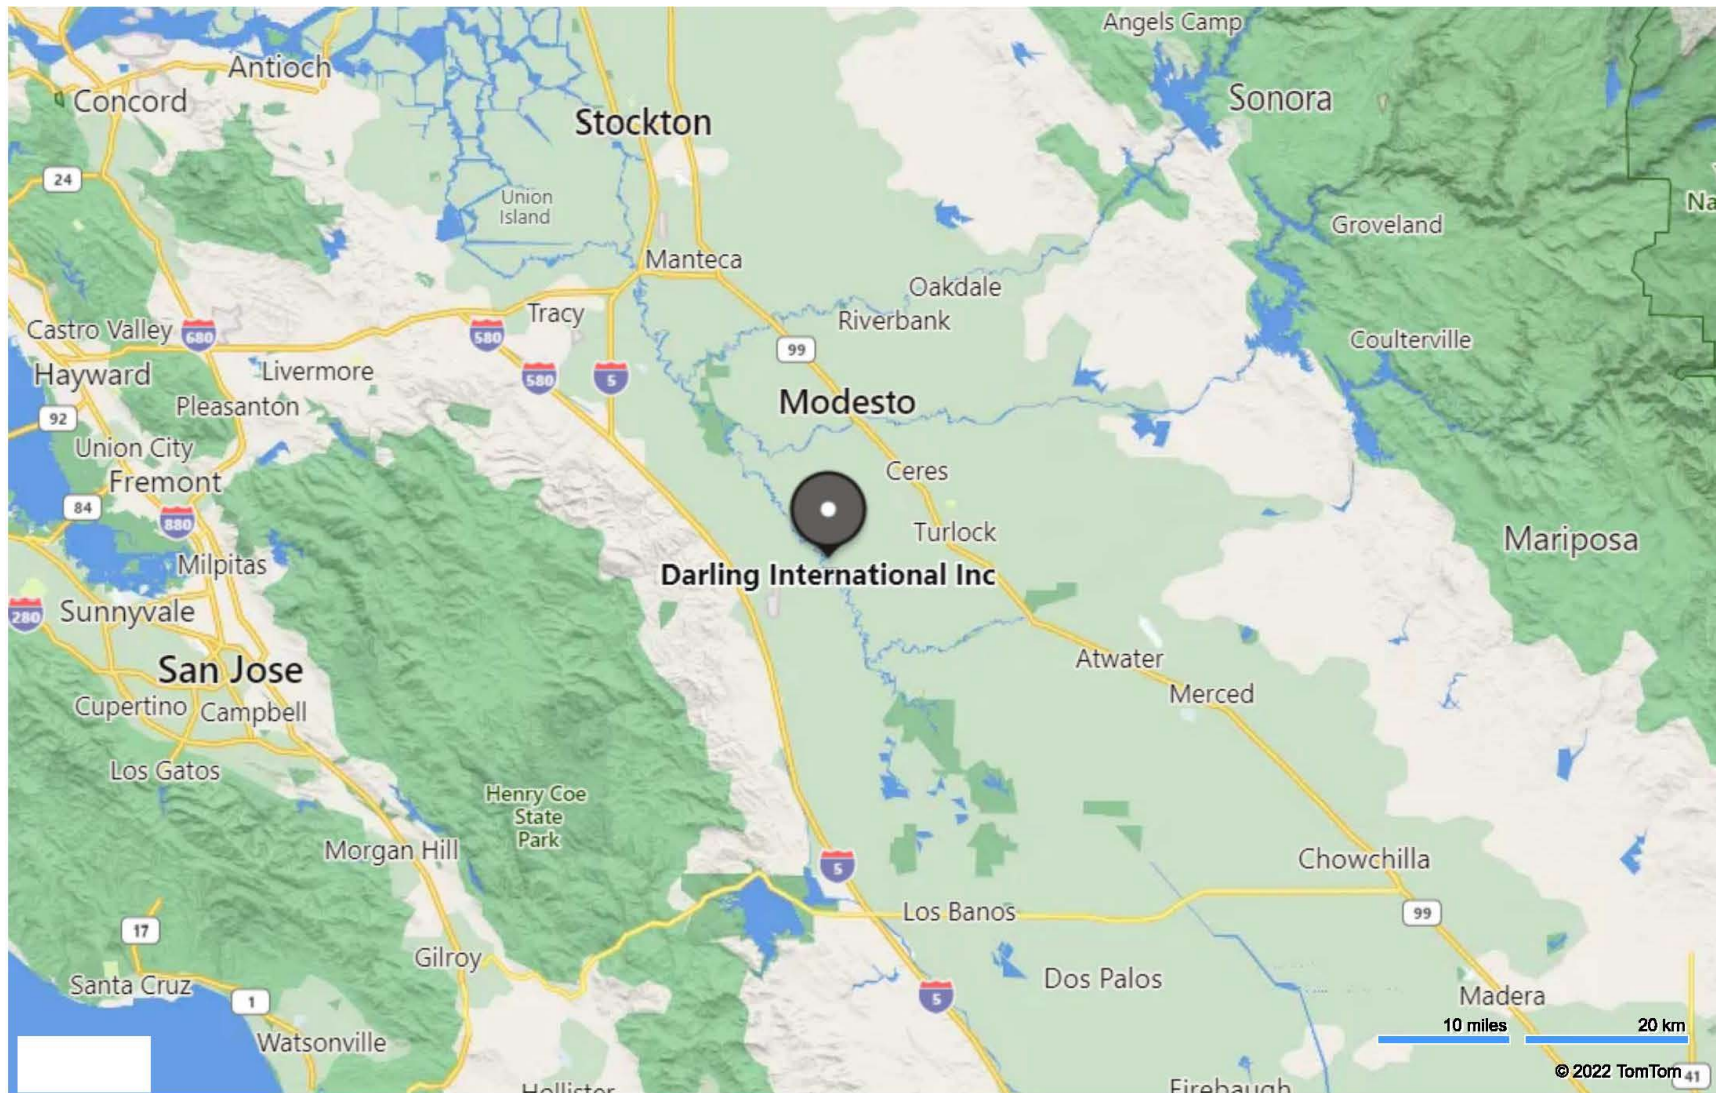 Angels Camp
Antioch
Concord
Sonora
Stockton
24
Union
Island
Na
Groveland
Manteca
Oakdale
Tracy
Riverbank
Castro Valley
680
580
99
Coulterville
Hayward
Livermore
580
5
Pleasanton
Modesto
92
Union City
Ceres
Fremont
84
880
Turlock
Mariposa
Milpitas
Darling International Inc
280
Sunnyvale
San Jose
Atwater
Merced
Cupertino
Campbell
Los Gatos
Henry Coe
State
Park
Morgan Hill
Chowchilla
5
Los Banos
99
17
Gilroy
Dos Palos
Santa Cruz
1
5
Madera
10 miles
20 km
Watsonville
© 2022 TomTom
41
Hollister
Firebaugh